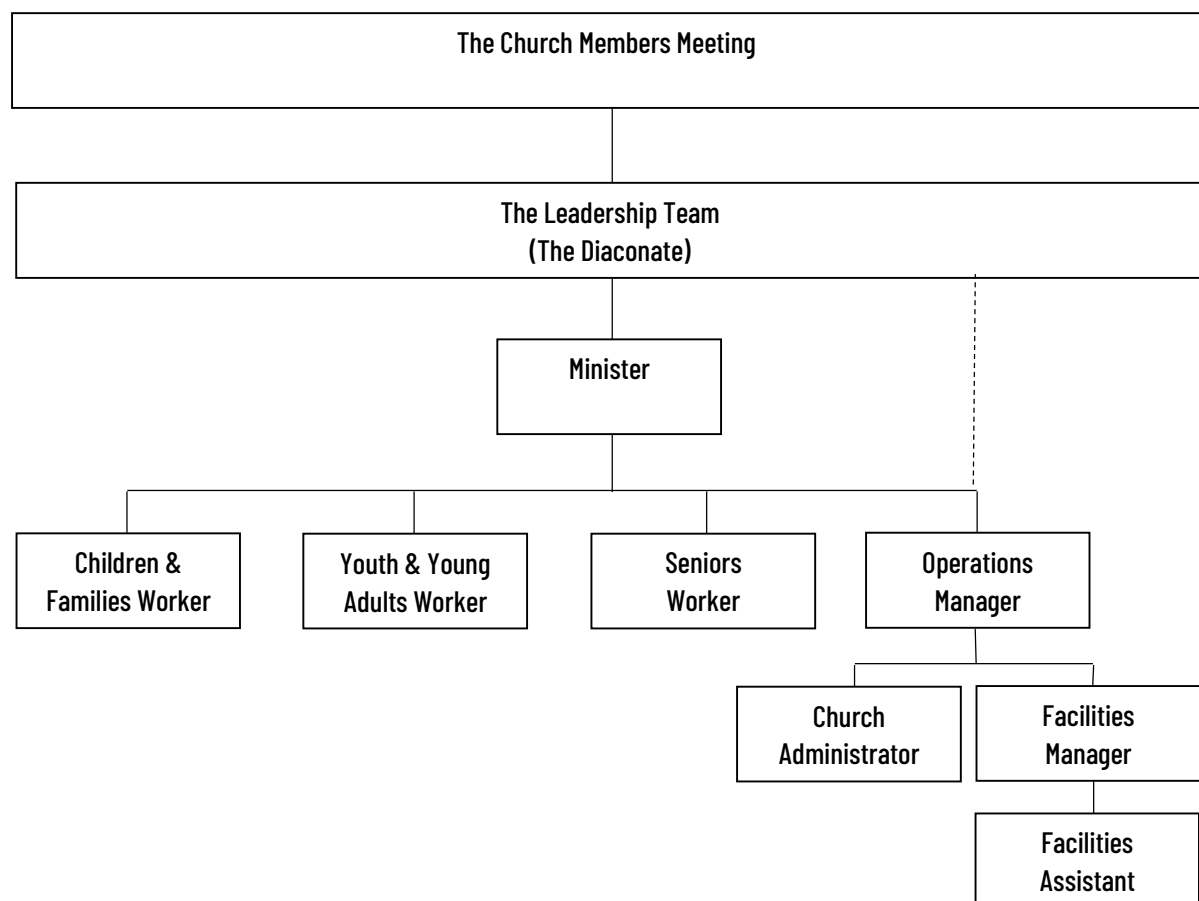 The Church Members Meeting
The Leadership Team
(The Diaconate)
Minister
Children &
Families Worker
Youth & Young
Adults Worker
Seniors
Worker
Operations
Manager
Church
Administrator
Facilities
Manager
Facilities
Assistant